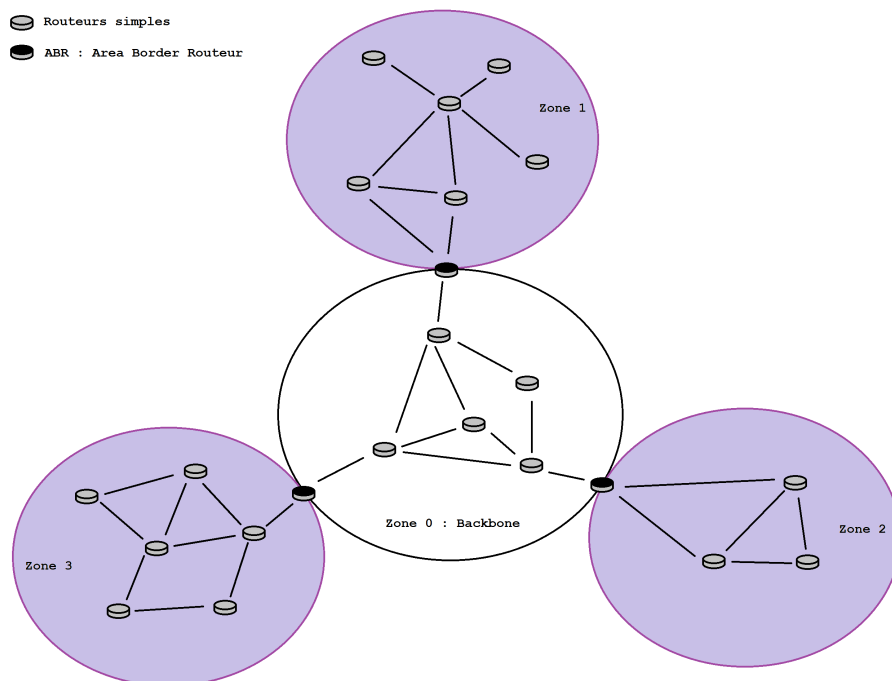 Routeurs simples
ABR : Area Border Routeur
Zone 1
Zone 0 : Backbone
Zone 2
Zone 3